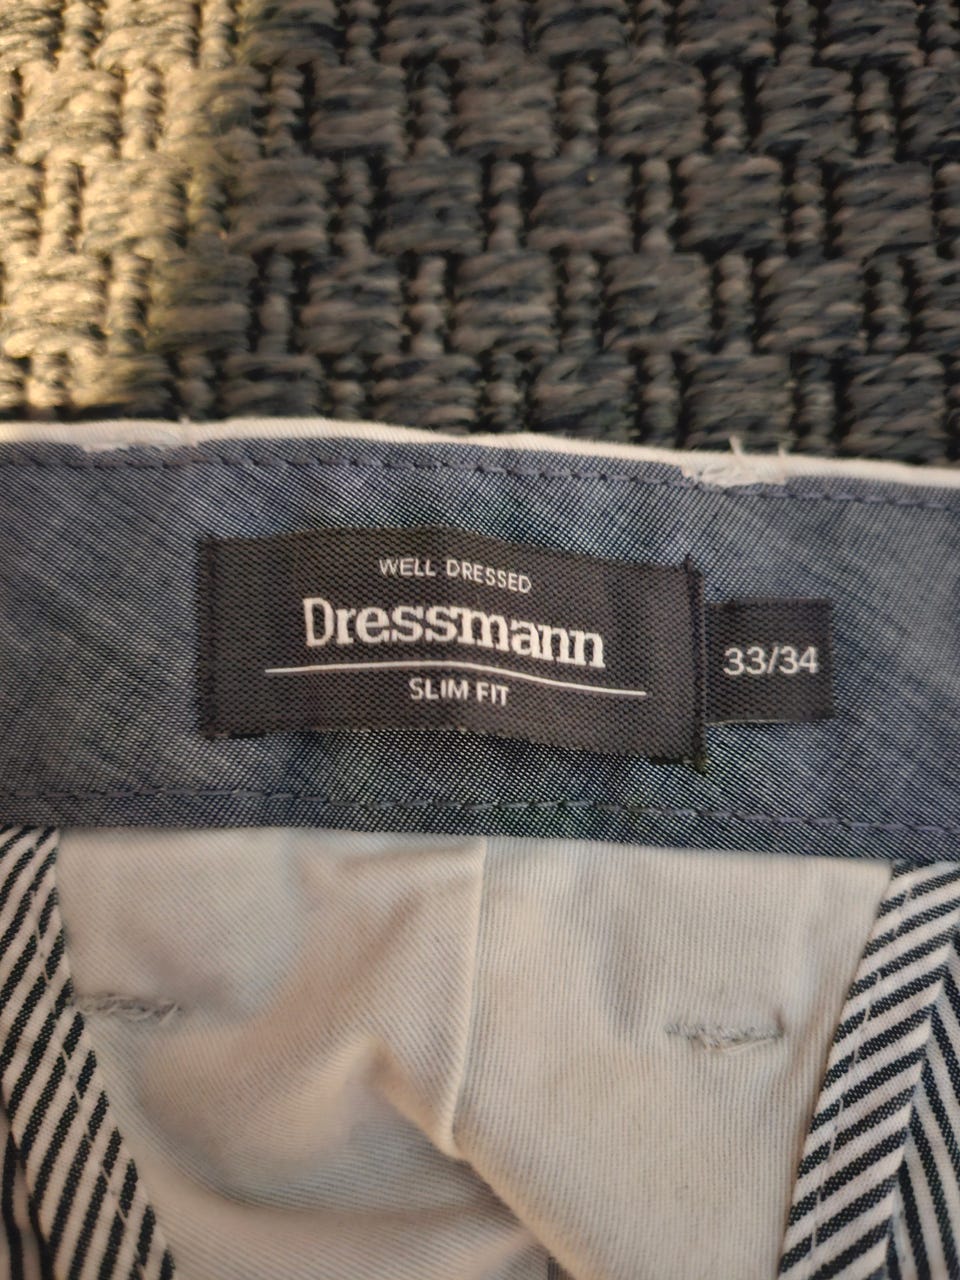 WELL DRESSED
Dressmann
SLIM FIT
33/34